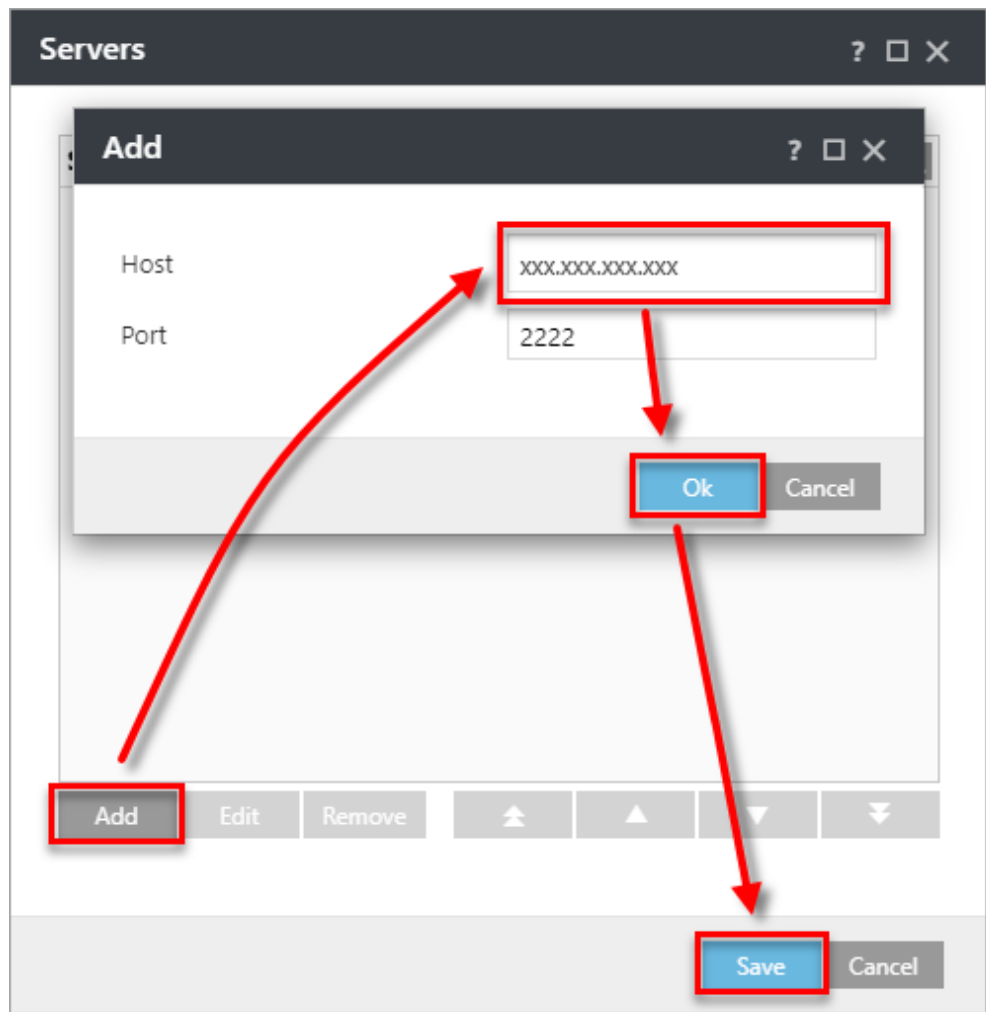 Servers
?
Add
?
Host
xxx.xxx.xxx.xxx
Port
2222
Ok
Cancel
Add
Edit
Remove
Save
Cancel